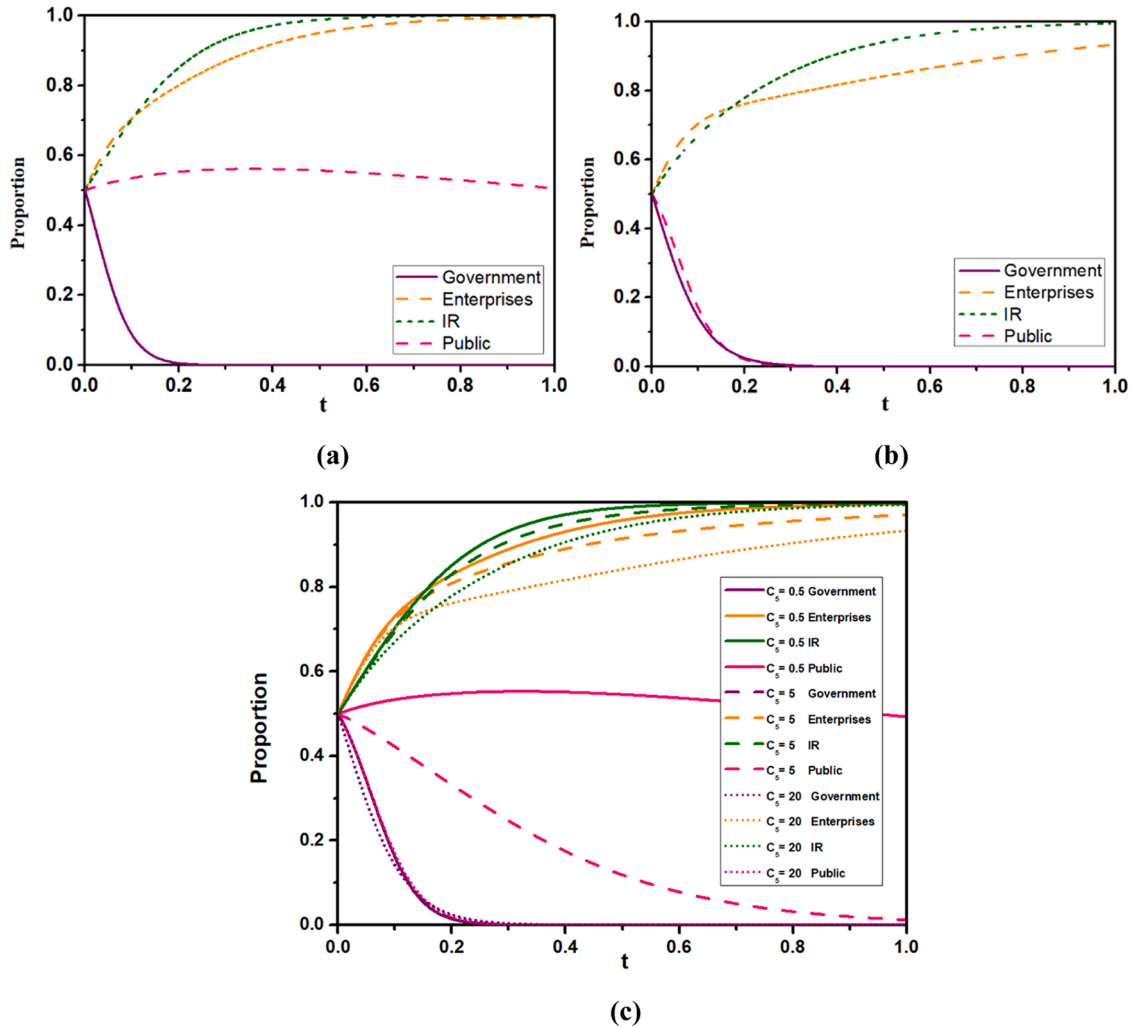 1.0
0.8
0.6
0.4
0.2
0.0
Proportion
0.0 0.2 0.4 0.6 0.8 1.0
t
Government
Enterprises
IR
Public
(a)
1.0
0.8
0.6
0.4
0.2
0.0
Proportion
0.0 0.2 0.4 0.6 0.8 1.0
t
Government
Enterprises
IR
Public
(b)
1.0
0.8
0.6
0.4
0.2
0.0
Proportion
0.0 0.2 0.4 0.6 0.8 1.0
t
C5= 0.5 Government
C5= 0.5 Enterprises
C5= 0.5 IR
C5= 0.5 Public
C5= 5 Government
C5= 5 Enterprises
C5= 5 IR
C5= 5 Public
C5= 20 Government
C5= 20 Enterprises
C5= 20 IR
C5= 20 Public
(c)